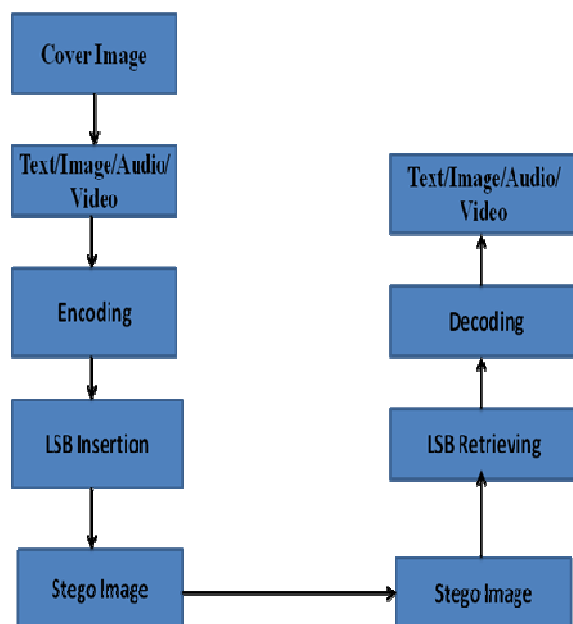 Cover Image
Text/Image/Audio/
Video
Encoding
LSB Insertion
Stego Image
Text/Image/Audio/
Video
Decoding
LSB Retrieving
Stego Image